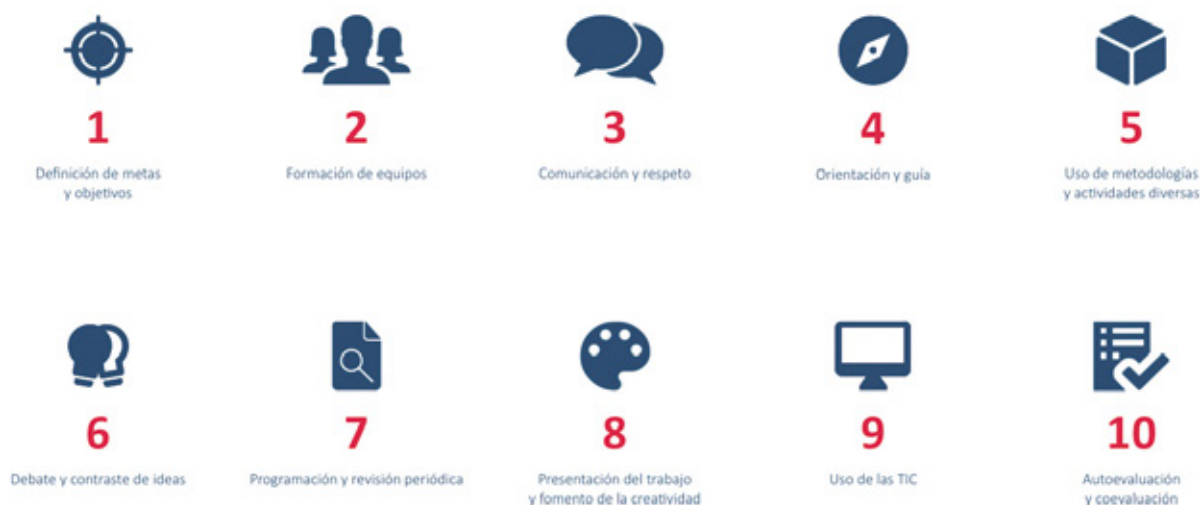 1
Definición de metas
y objetivos
2
Formación de equipos
3
Comunicación y respeto
4
Orientación y guía
5
Uso de metodologías
y actividades diversas
6
Debate y contraste de ideas
7
Programación y revisión periódica
8
Presentación del trabajo
y fomento de la creatividad
9
Uso de las TIC
10
Autoevaluación
y coevaluación